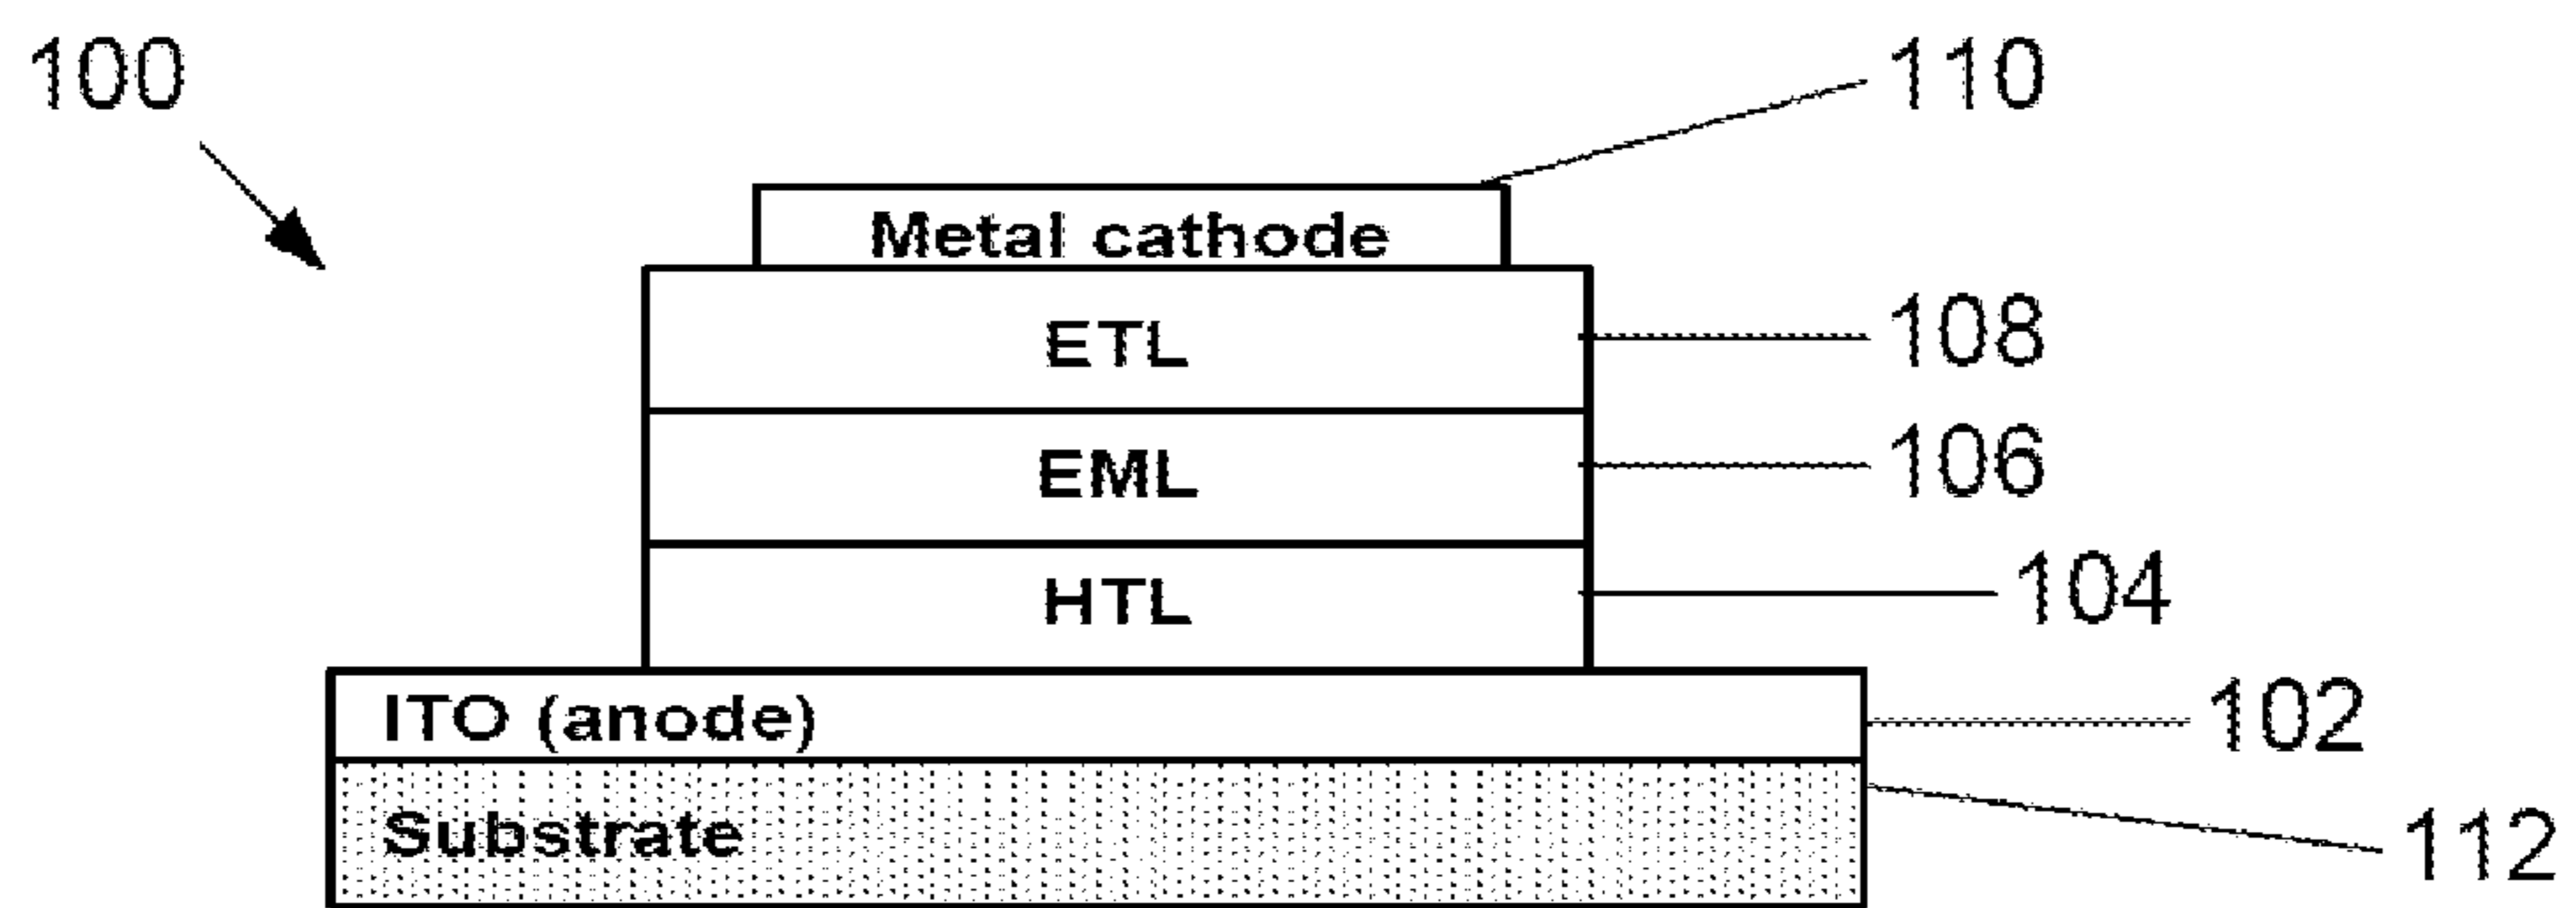 100
110
Metal cathode
ETL
108
EML
106
HTL
104
ITO (anode)
102
Substrate
112